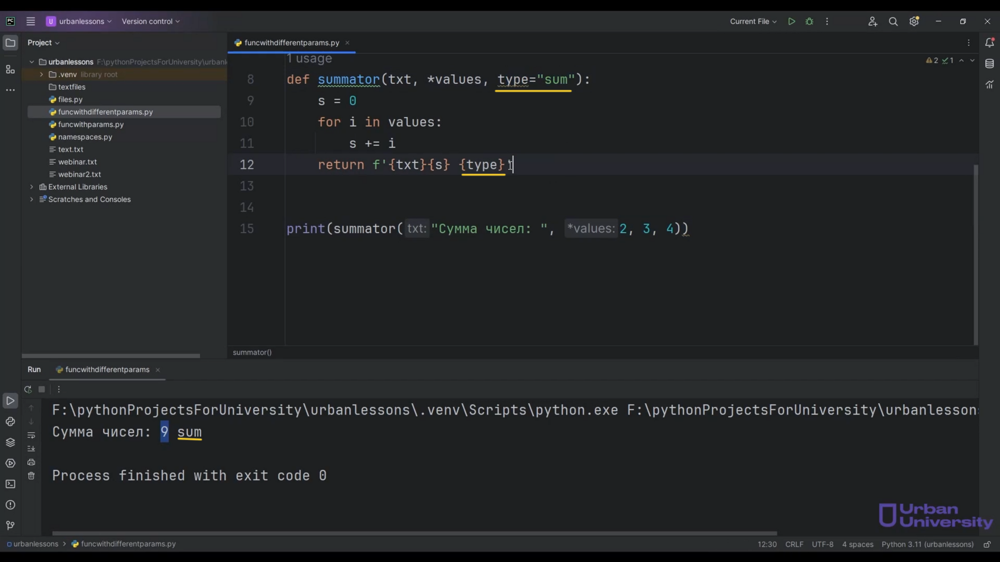 PC urbanlessons Version control Current File
Project
funcwithdifferentparams.py
urbanlessons F:\pythonProjectsForUniversity\urbanl
.venv library root
textfiles
files.py
funcwithdifferentparams.py
funcwithparams.py
namespaces.py
text.txt
webinar.txt
webinar2.txt
External Libraries
Scratches and Consoles
1 usage
2 1
8 def summator(txt, *values, type="sum"):
9 s = 0
10 for i in values:
11 s += i
12 return f'{txt}{s} {type}'
13
14
15 print(summator( txt: "Сумма чисел: ", *values: 2, 3, 4))
summator()
Run funcwithdifferentparams
F:\pythonProjectsForUniversity\urbanlessons\.venv\Scripts\python.exe F:\pythonProjectsForUniversity\urbanlesson
Сумма чисел: 9 sum
Process finished with exit code 0
Urban
University
urbanlessons > funcwithdifferentparams.py 12:30 CRLF UTF-8 4 spaces Python 3.11 (urbanlessons)